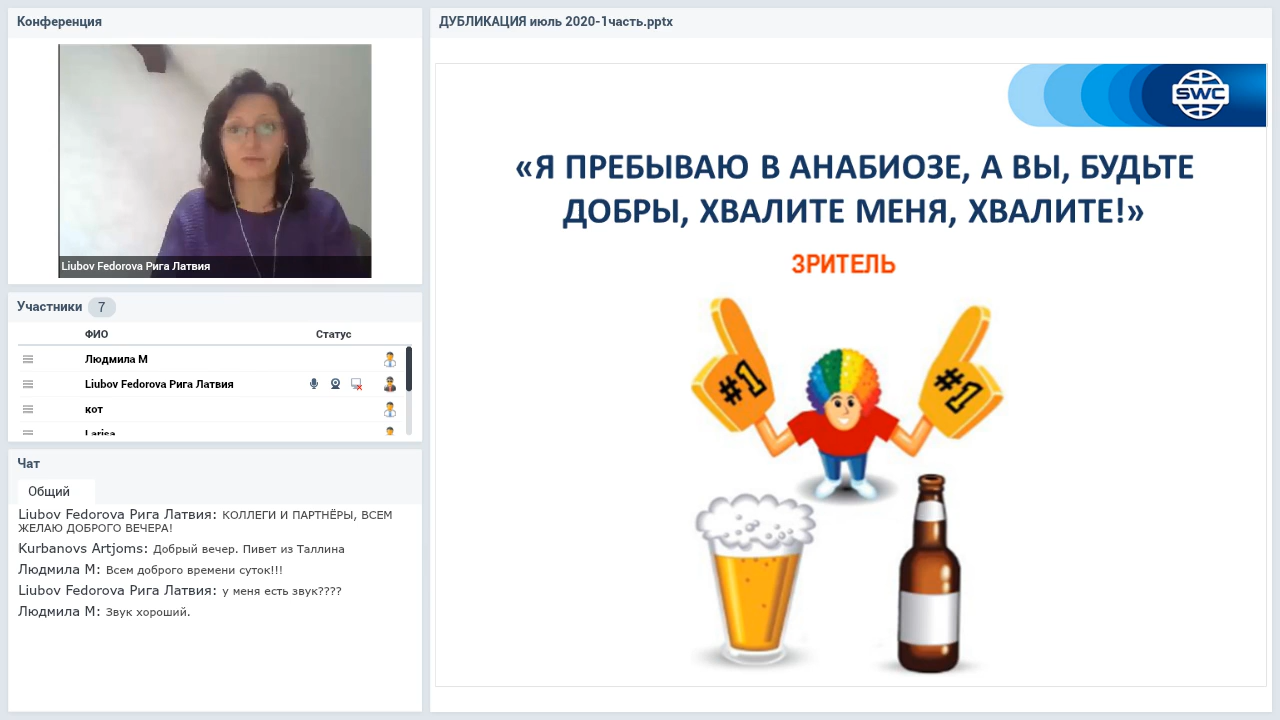 Конференция
Liubov Fedorova Рига Латвия
Участники 7
ФИО Статус
Людмила М
Liubov Fedorova Рига Латвия
кот
Larisa
Чат
Общий
Liubov Fedorova Рига Латвия: КОЛЛЕГИ И ПАРТНЁРЫ, ВСЕМ
ЖЕЛАЮ ДОБРОГО ВЕЧЕРА!
Kurbanovs Artjoms: Добрый вечер. Пивет из Таллина
Людмила М: Всем доброго времени суток!!!
Liubov Fedorova Рига Латвия: у меня есть звук????
Людмила М: Звук хороший.
ДУБЛИКАЦИЯ июль 2020-1часть.pptx
SWC
«Я ПРЕБЫВАЮ В АНАБИОЗЕ, А ВЫ, БУДЬТЕ
ДОБРЫ, ХВАЛИТЕ МЕНЯ, ХВАЛИТЕ!»
ЗРИТЕЛЬ
#1
#1